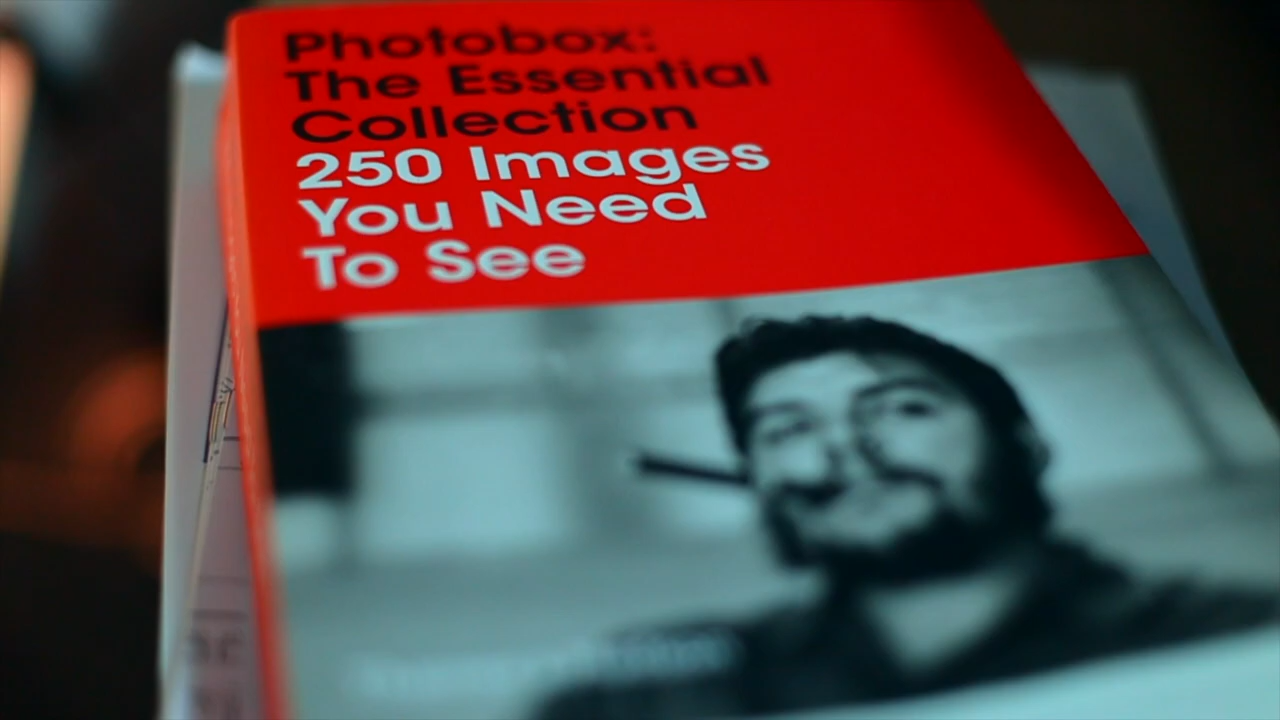 Photobox:
The Essential
Collection
250 Images
You Need
To See